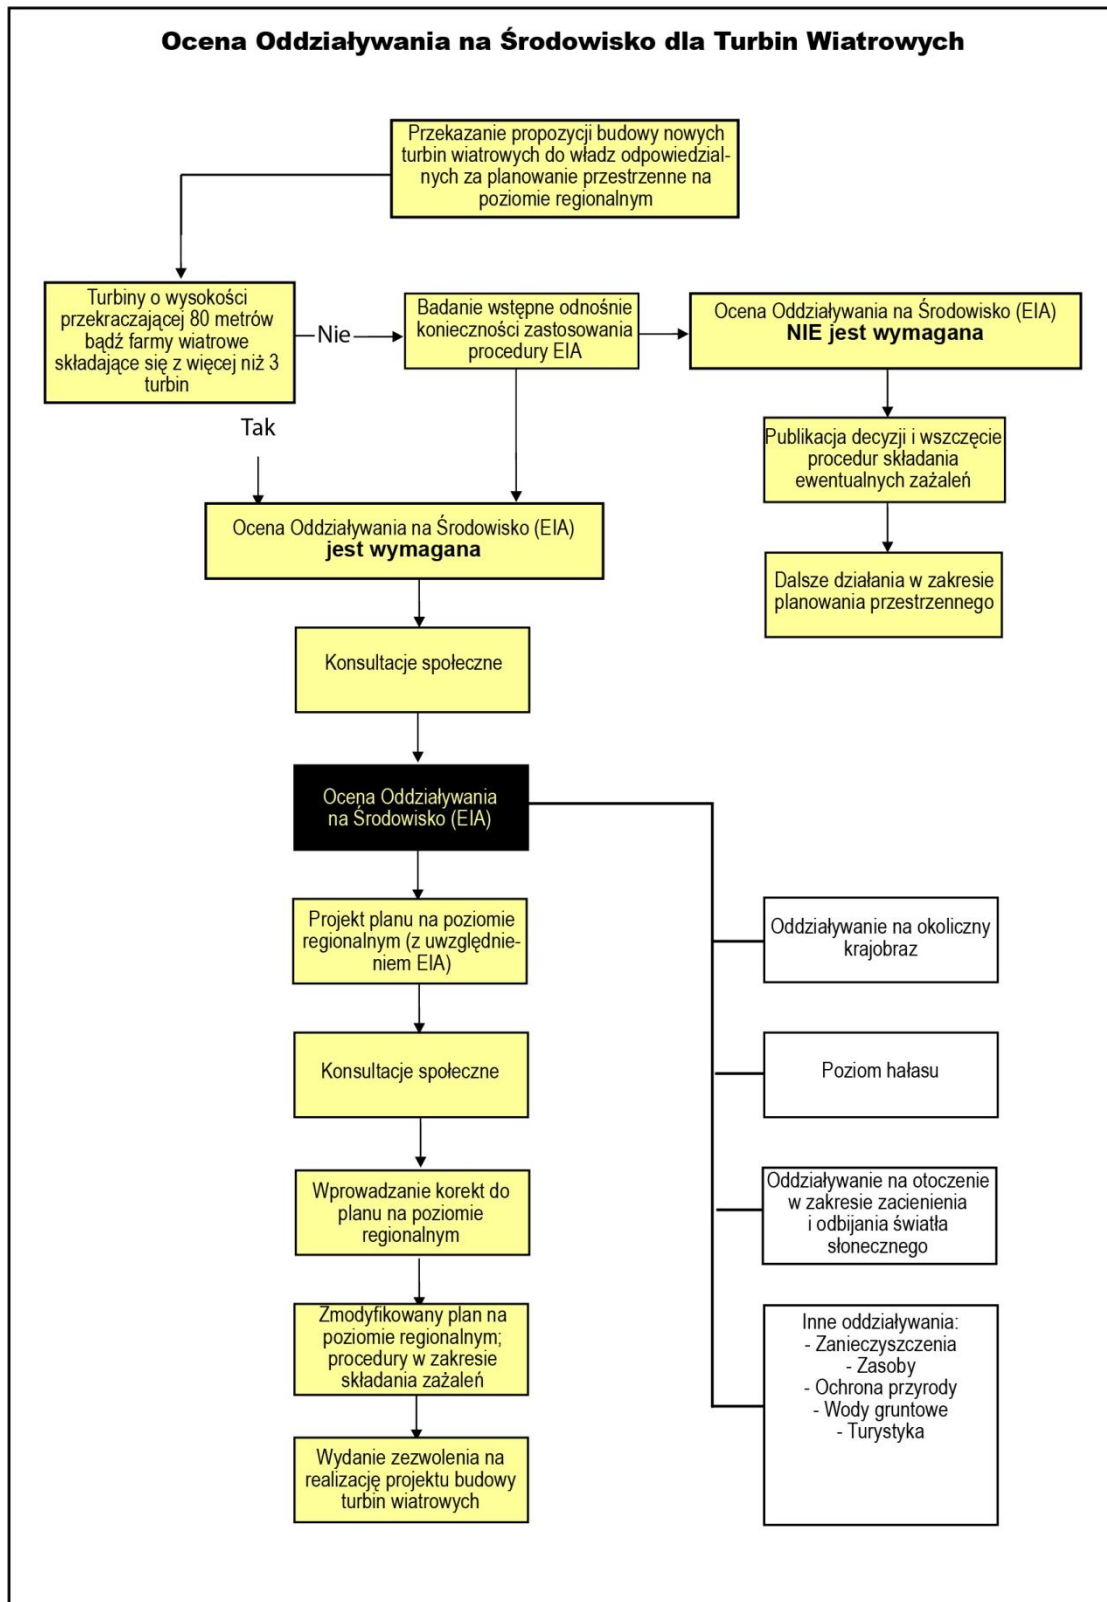 Ocena Oddziaływania na Środowisko dla Turbin Wiatrowych
Przekazanie propozycji budowy nowych
turbin wiatrowych do władz odpowiedzial-
nych za planowanie przestrzenne na
poziomie regionalnym
Turbiny o wysokości
przekraczającej 80 metrów
bądź farmy wiatrowe
składające się z więcej niż 3
turbin
Nie
Badanie wstępne odnośnie
konieczności zastosowania
procedury EIA
Ocena Oddziaływania na Środowisko (EIA)
NIE jest wymagana
Tak
Publikacja decyzji i wszczęcie
procedur składania
ewentualnych zażaleń
Ocena Oddziaływania na Środowisko (EIA)
jest wymagana
Dalsze działania w zakresie
planowania przestrzennego
Konsultacje społeczne
Ocena Oddziaływania
na Środowisko (EIA)
Projekt planu na poziomie
regionalnym (z uwzględnie-
niem EIA)
Konsultacje społeczne
Wprowadzanie korekt do
planu na poziomie
regionalnym
Zmodyfikowany plan na
poziomie regionalnym;
procedury w zakresie
składania zażaleń
Wydanie zezwolenia na
realizację projektu budowy
turbin wiatrowych
Oddziaływanie na okoliczny
krajobraz
Poziom hałasu
Oddziaływanie na otoczenie
w zakresie zacienienia
i odbijania światła
słonecznego
Inne oddziaływania:
- Zanieczyszczenia
- Zasoby
- Ochrona przyrody
- Wody gruntowe
- Turystyka